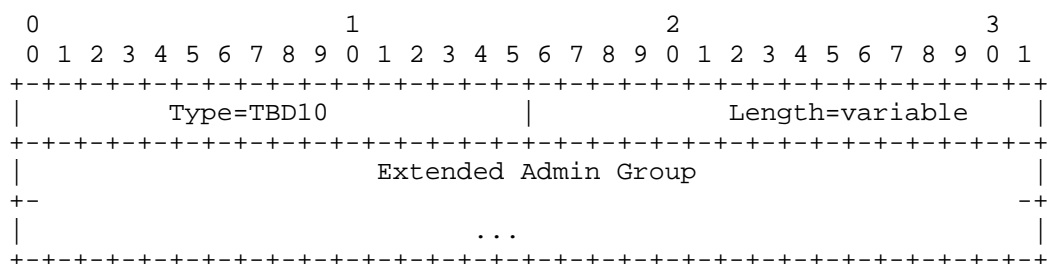 0                   1                   2                   3
 0 1 2 3 4 5 6 7 8 9 0 1 2 3 4 5 6 7 8 9 0 1 2 3 4 5 6 7 8 9 0 1
+-+-+-+-+-+-+-+-+-+-+-+-+-+-+-+-+-+-+-+-+-+-+-+-+-+-+-+-+-+-+-+-+
|         Type=TBD10            |            Length=variable    |
+-+-+-+-+-+-+-+-+-+-+-+-+-+-+-+-+-+-+-+-+-+-+-+-+-+-+-+-+-+-+-+-+
|                      Extended Admin Group                     |
+-                                                             -+
|                            ...                                |
+-+-+-+-+-+-+-+-+-+-+-+-+-+-+-+-+-+-+-+-+-+-+-+-+-+-+-+-+-+-+-+-+